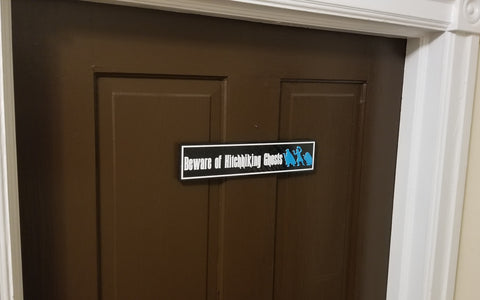 Beware of Hitchhiking Ghosts